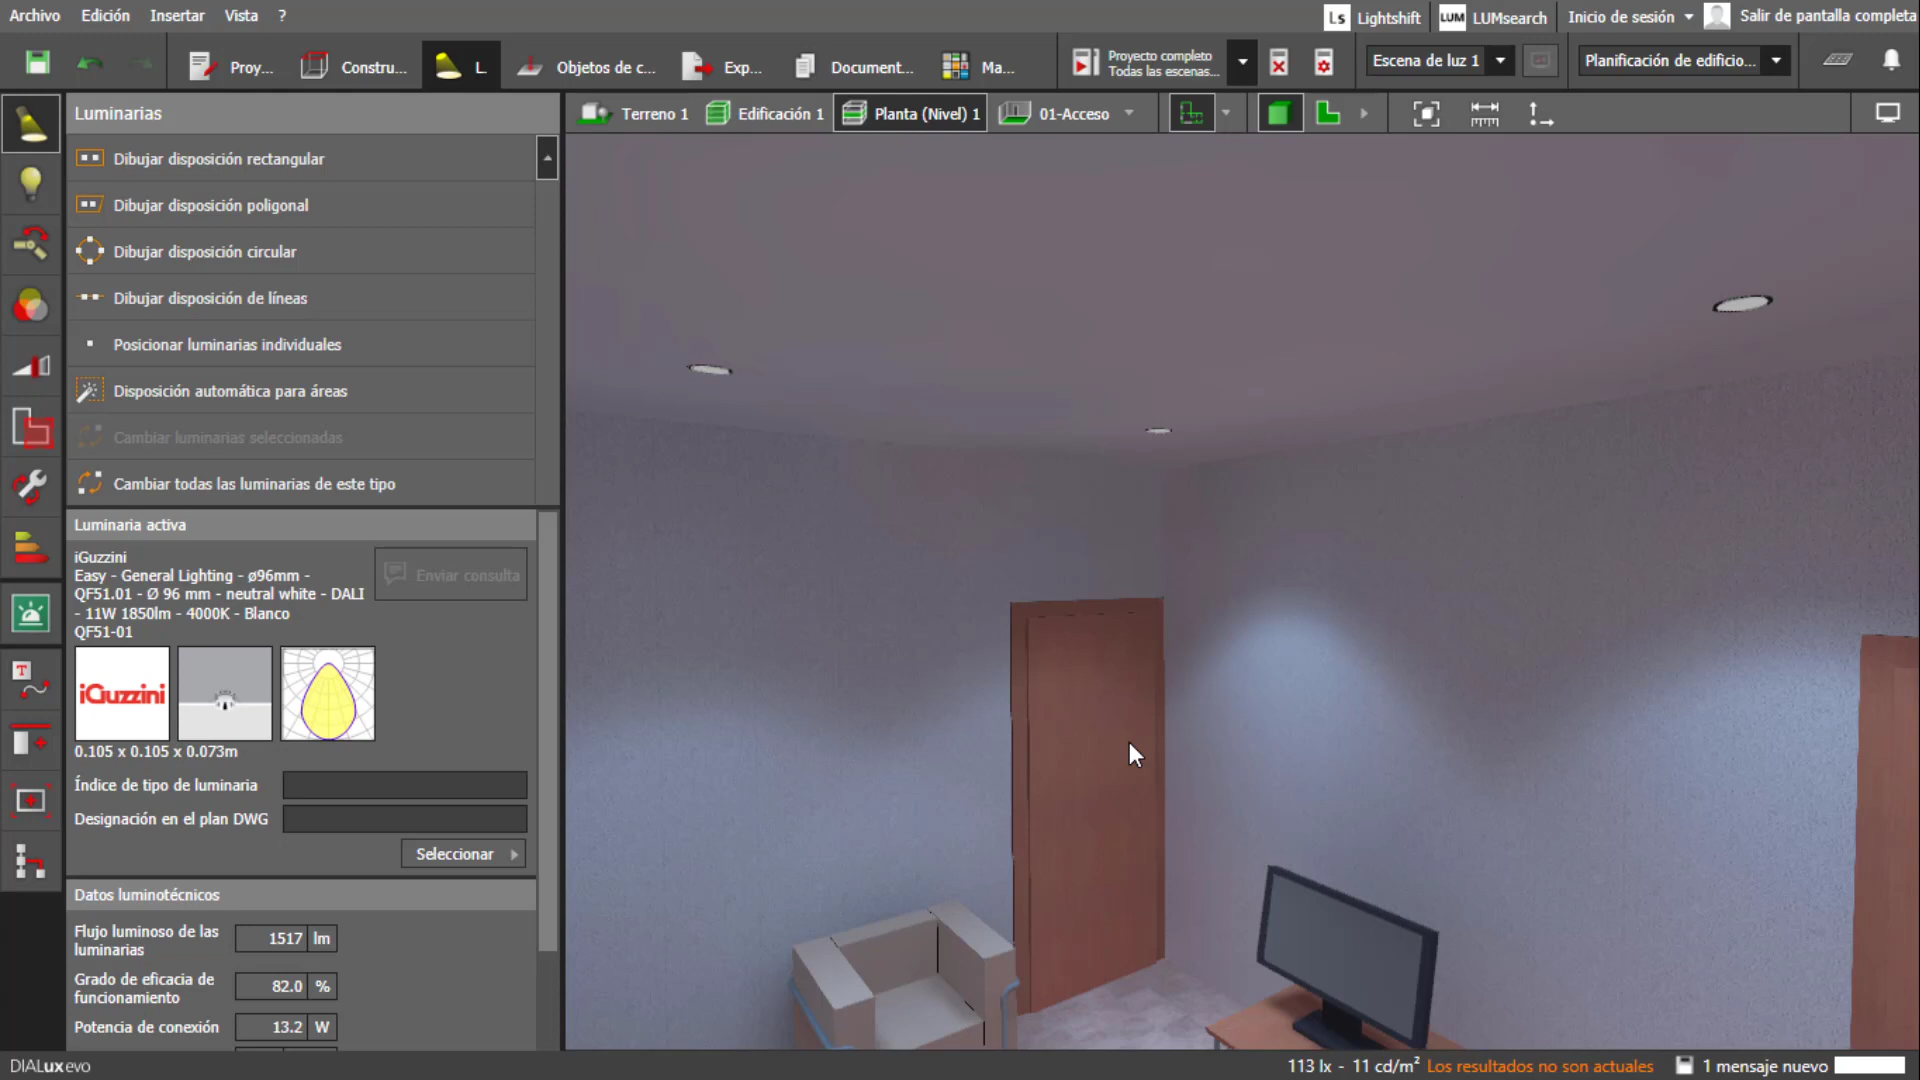 Archivo Edición Insertar Vista ? Ls Lightshift LUM LUMsearch Inicio de sesión Salir de pantalla completa
Proy... Constru... L Objetos de c... Exp... Document... Ma... Proyecto completo
Todas las escenas...
Escena de luz 1 Planificación de edificio...
Luminarias Terreno 1 Edificación 1 Planta (Nivel) 1 01-Acceso
Dibujar disposición rectangular
Dibujar disposición poligonal
Dibujar disposición circular
Dibujar disposición de líneas
Posicionar luminarias individuales
Disposición automática para áreas
Cambiar luminarias seleccionadas
Cambiar todas las luminarias de este tipo
Luminaria activa
iGuzzini
Easy - General Lighting - ø96mm -
QF51.01 - Ø 96 mm - neutral white - DALI
- 11W 1850lm - 4000K - Blanco
QF51-01
Enviar consulta
iGuzzini
0.105 x 0.105 x 0.073m
Índice de tipo de luminaria
Designación en el plan DWG
Seleccionar
Datos luminotécnicos
Flujo luminoso de las
luminarias
1517 lm
Grado de eficacia de
funcionamiento
82.0 %
Potencia de conexión 13.2 W
DIALux evo 113 lx - 11 cd/m² Los resultados no son actuales 1 mensaje nuevo